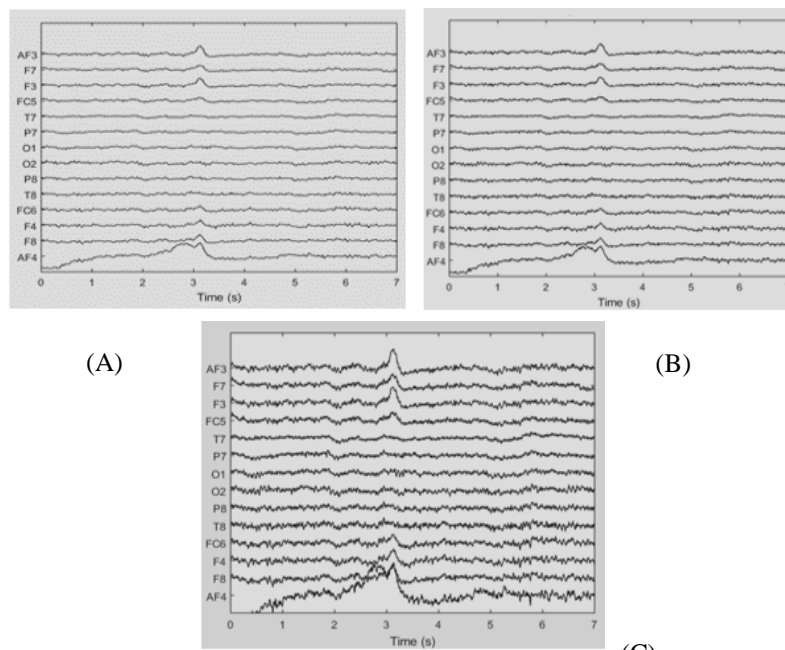 AF3
F7
F3
FC5
T7
P7
O1
O2
P8
T8
FC6
F4
F8
AF4
0 1 2 3 4 5 6 7
Time (s)
AF3
F7
F3
FC5
T7
P7
O1
O2
P8
T8
FC6
F4
F8
AF4
0 1 2 3 4 5 6
Time (s)
(A)
(B)
AF3
F7
F3
FC5
T7
P7
O1
O2
P8
T8
FC6
F4
F8
AF4
0 1 2 3 4 5 6 7
Time (s)
(C)